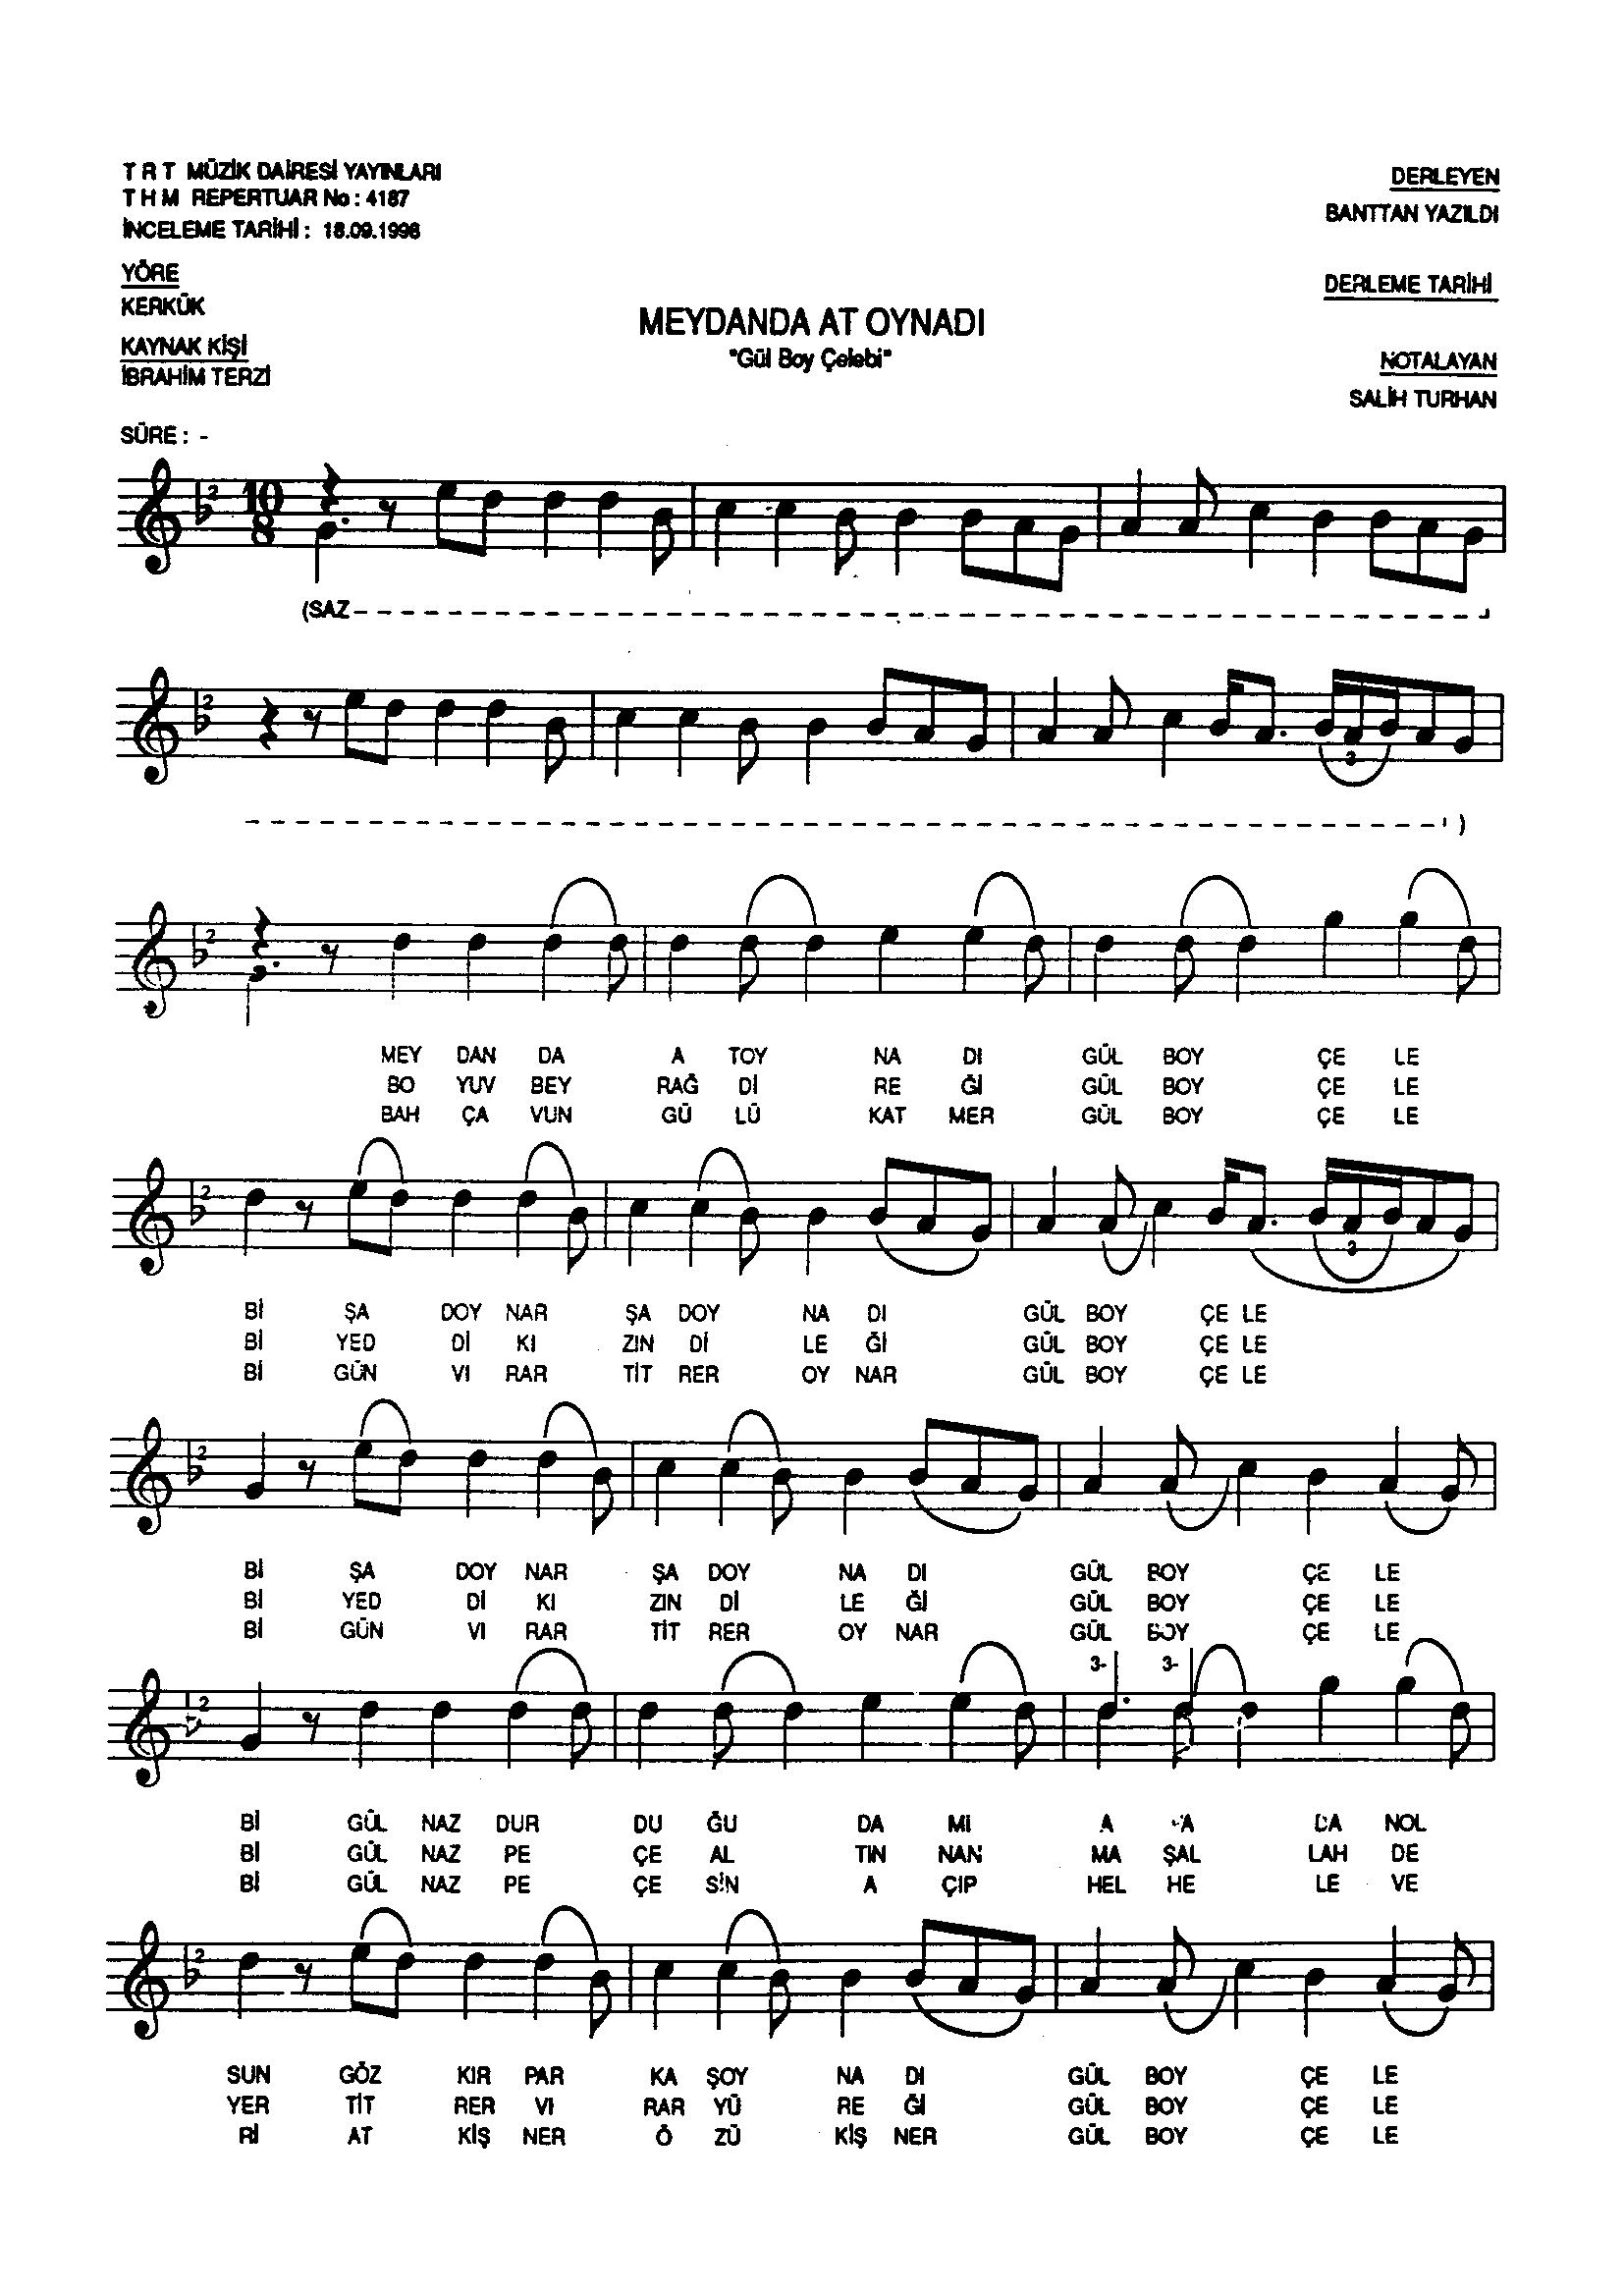 T R T MÜZİK DAİRESİ YAYINLARI
T H M REPERTUAR No : 4187
İNCELEME TARİHİ : 18.09.1998
YÖRE
KERKÜK
KAYNAK KİŞİ
İBRAHİM TERZİ
SÜRE : -
MEYDANDA AT OYNADI
"Gül Boy Çelebi"
DERLEYEN
BANTTAN YAZILDI
DERLEME TARİHİ
NOTALAYAN
SALİH TURHAN
2 10 8
(SAZ
2 3
)
2
MEY DAN DA A TOY NA DI GÜL BOY ÇE LE
BO YUV BEY RAĞ Dİ RE Ğİ GÜL BOY ÇE LE
BAH ÇA VUN GÜ LÜ KAT MER GÜL BOY ÇE LE
2 3
Bİ ŞA DOY NAR ŞA DOY NA DI GÜL BOY ÇE LE
Bİ YED Dİ KI ZIN Dİ LE Ğİ GÜL BOY ÇE LE
Bİ GÜN VI RAR TİT RER OY NAR GÜL BOY ÇE LE
2
Bİ ŞA DOY NAR ŞA DOY NA DI GÜL BOY ÇE LE
Bİ YED Dİ KI ZIN Dİ LE Ğİ GÜL BOY ÇE LE
Bİ GÜN VI RAR TİT RER OY NAR GÜL BOY ÇE LE
2 3- 3-
Bİ GÜL NAZ DUR DU ĞU DA MI A DA NOL
Bİ GÜL NAZ PE ÇE AL TIN NAN MA ŞAL LAH DE
Bİ GÜL NAZ PE ÇE SİN A ÇIP HEL HE LE VE
2
SUN GÖZ KIR PAR KA ŞOY NA DI GÜL BOY ÇE LE
YER TİT RER VI RAR YÜ RE Ğİ GÜL BOY ÇE LE
Rİ AT KİŞ NER Ö ZÜ KİŞ NER GÜL BOY ÇE LE